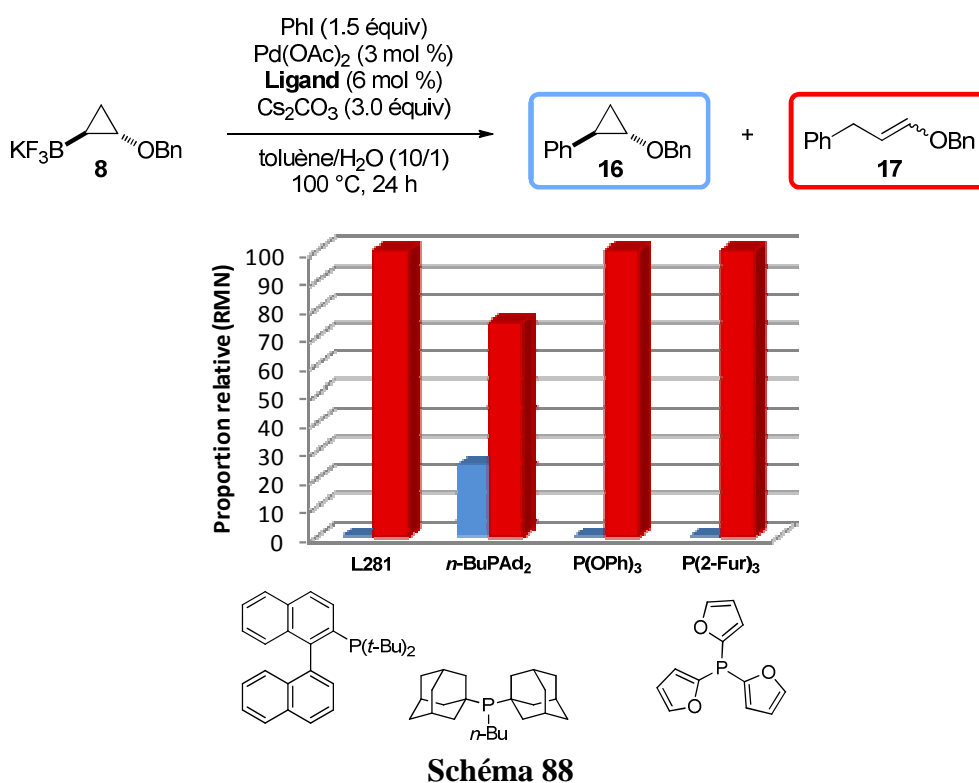 PhI (1.5 équiv)
Pd(OAc)₂ (3 mol %)
Ligand (6 mol %)
Cs₂CO₃ (3.0 équiv)
toluène/H₂O (10/1)
100 °C, 24 h
KF₃B OBn
8
Ph OBn
16
+
Ph OBn
17
Proportion relative (RMN)
100
90
80
70
60
50
40
30
20
10
0
L281 n-BuPAd₂ P(OPh)₃ P(2-Fur)₃
P(t-Bu)₂
P
n-Bu
O
P
O O
Schéma 88